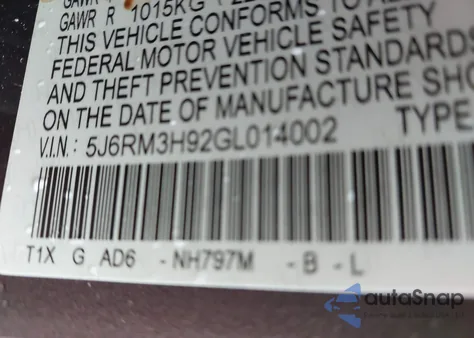 GAWR R 1015KG
THIS VEHICLE CONFORMS TO
FEDERAL MOTOR VEHICLE SAFETY
AND THEFT PREVENTION STANDARDS
ON THE DATE OF MANUFACTURE
V.I.N.: 5J6RM3H92GL014002 TYPE
T1X G AD6 -NH797M -B -L
autoSnap